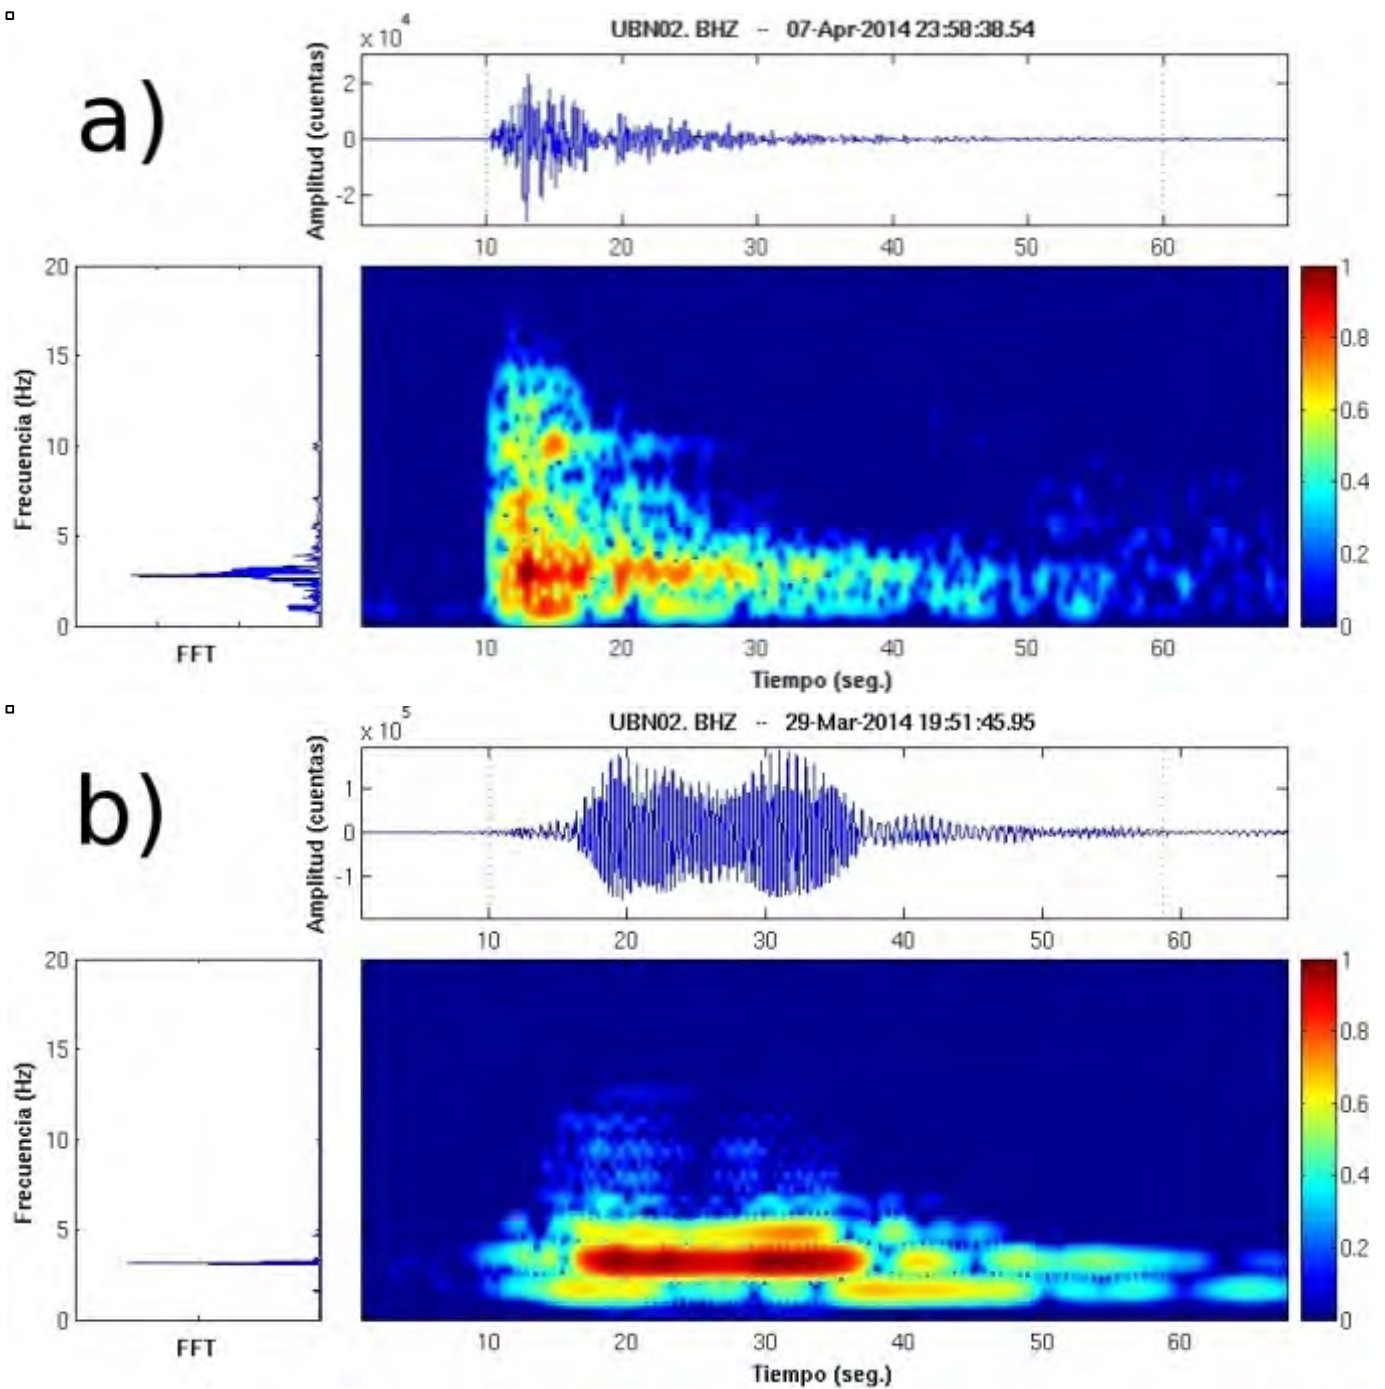 a)
UBN02. BHZ -- 07-Apr-2014 23:58:38.54
x 10^4
Amplitud (cuentas)
2
0
-2
10 20 30 40 50 60
Frecuencia (Hz)
20
15
10
5
0
FFT
10 20 30 40 50 60
Tiempo (seg.)
1
0.8
0.6
0.4
0.2
0
b)
UBN02. BHZ -- 29-Mar-2014 19:51:45.95
x 10^5
Amplitud (cuentas)
1
0
-1
10 20 30 40 50 60
Frecuencia (Hz)
20
15
10
5
0
FFT
10 20 30 40 50 60
Tiempo (seg.)
1
0.8
0.6
0.4
0.2
0